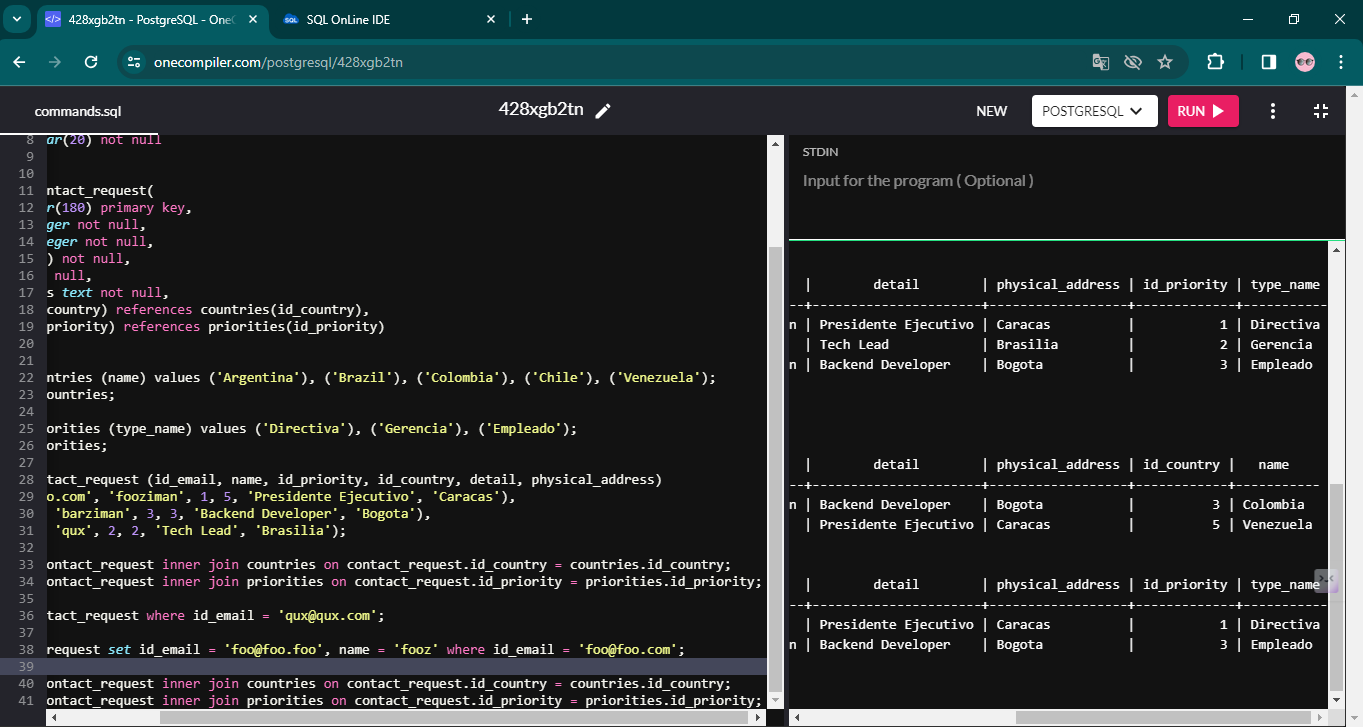 428xgb2tn - PostgreSQL - OneC
SQL OnLine IDE
onecompiler.com/postgresql/428xgb2tn
commands.sql
428xgb2tn
NEW
POSTGRESQL
RUN
8 ar(20) not null
9
10
11 ntact_request(
12 r(180) primary key,
13 ger not null,
14 eger not null,
15 ) not null,
16 null,
17 s text not null,
18 country) references countries(id_country),
19 priority) references priorities(id_priority)
20
21
22 ntries (name) values ('Argentina'), ('Brazil'), ('Colombia'), ('Chile'), ('Venezuela');
23 ountries;
24
25 orities (type_name) values ('Directiva'), ('Gerencia'), ('Empleado');
26 orities;
27
28 tact_request (id_email, name, id_priority, id_country, detail, physical_address)
29 o.com', 'fooziman', 1, 5, 'Presidente Ejecutivo', 'Caracas'),
30 'barziman', 3, 3, 'Backend Developer', 'Bogota'),
31 'qux', 2, 2, 'Tech Lead', 'Brasilia');
32
33 ontact_request inner join countries on contact_request.id_country = countries.id_country;
34 ontact_request inner join priorities on contact_request.id_priority = priorities.id_priority;
35
36 tact_request where id_email = 'qux@qux.com';
37
38 request set id_email = 'foo@foo.foo', name = 'fooz' where id_email = 'foo@foo.com';
39
40 ontact_request inner join countries on contact_request.id_country = countries.id_country;
41 ontact_request inner join priorities on contact_request.id_priority = priorities.id_priority;
STDIN
Input for the program ( Optional )
| detail | physical_address | id_priority | type_name
--+----------------------+------------------+-------------+-----------
n | Presidente Ejecutivo | Caracas | 1 | Directiva
| Tech Lead | Brasilia | 2 | Gerencia
n | Backend Developer | Bogota | 3 | Empleado
| detail | physical_address | id_country | name
--+----------------------+------------------+------------+-----------
n | Backend Developer | Bogota | 3 | Colombia
| Presidente Ejecutivo | Caracas | 5 | Venezuela
| detail | physical_address | id_priority | type_name
--+----------------------+------------------+-------------+-----------
| Presidente Ejecutivo | Caracas | 1 | Directiva
n | Backend Developer | Bogota | 3 | Empleado